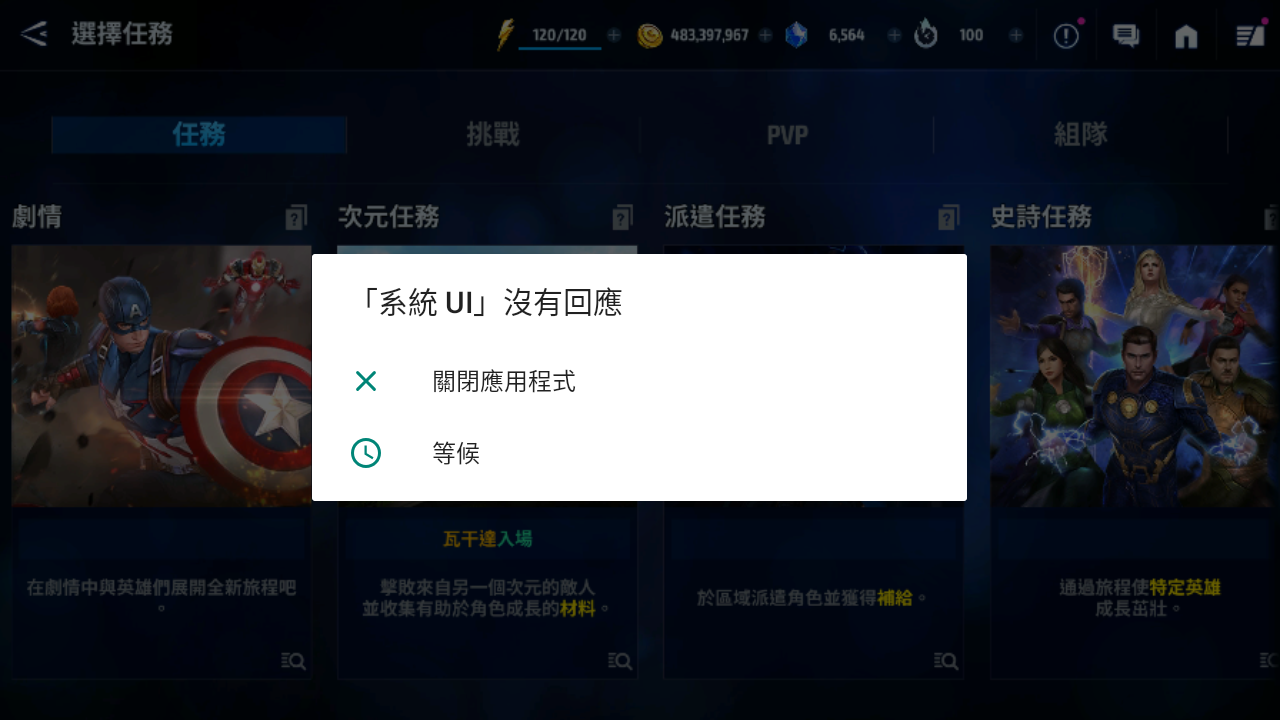 選擇任務
120/120
483,397,967
6,564
100
任務
挑戰
PVP
組隊
劇情
次元任務
派遣任務
史詩任務
「系統 UI」沒有回應
關閉應用程式
等候
在劇情中與英雄們展開全新旅程吧
。
瓦干達入場
擊敗來自另一個次元的敵人
並收集有助於角色成長的材料。
於區域派遣角色並獲得補給。
通過旅程使特定英雄
成長茁壯。